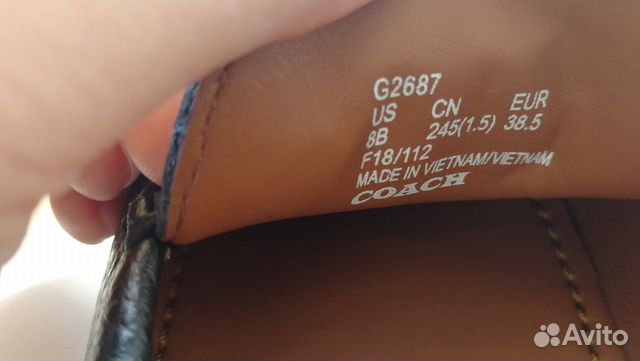 G2687
US CN EUR
8B 245(1.5) 38.5
F18/112
MADE IN VIETNAM/VIETNAM
COACH
Avito